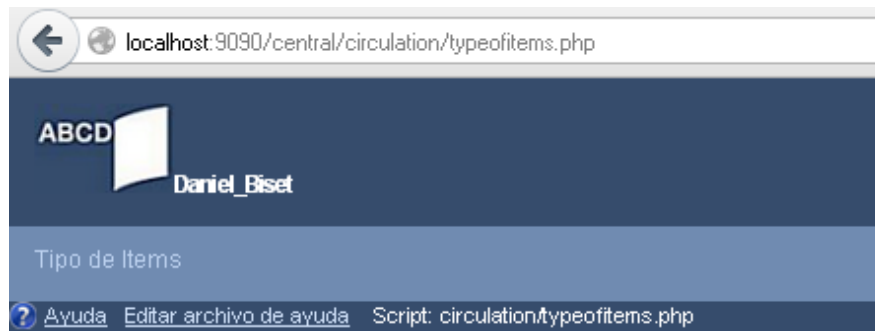 localhost:9090/central/circulation/typeofitems.php
ABCD
Daniel_Biset
Tipo de Items
? Ayuda Editar archivo de ayuda Script: circulation/typeofitems.php